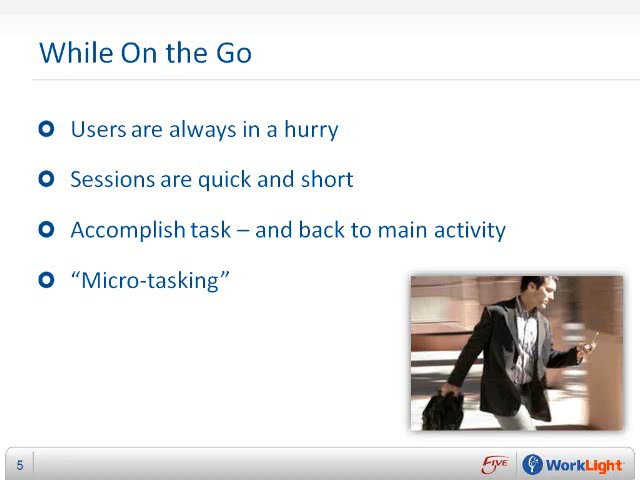 While On the Go
Users are always in a hurry
Sessions are quick and short
Accomplish task – and back to main activity
“Micro-tasking”
5
FIVE
WorkLight